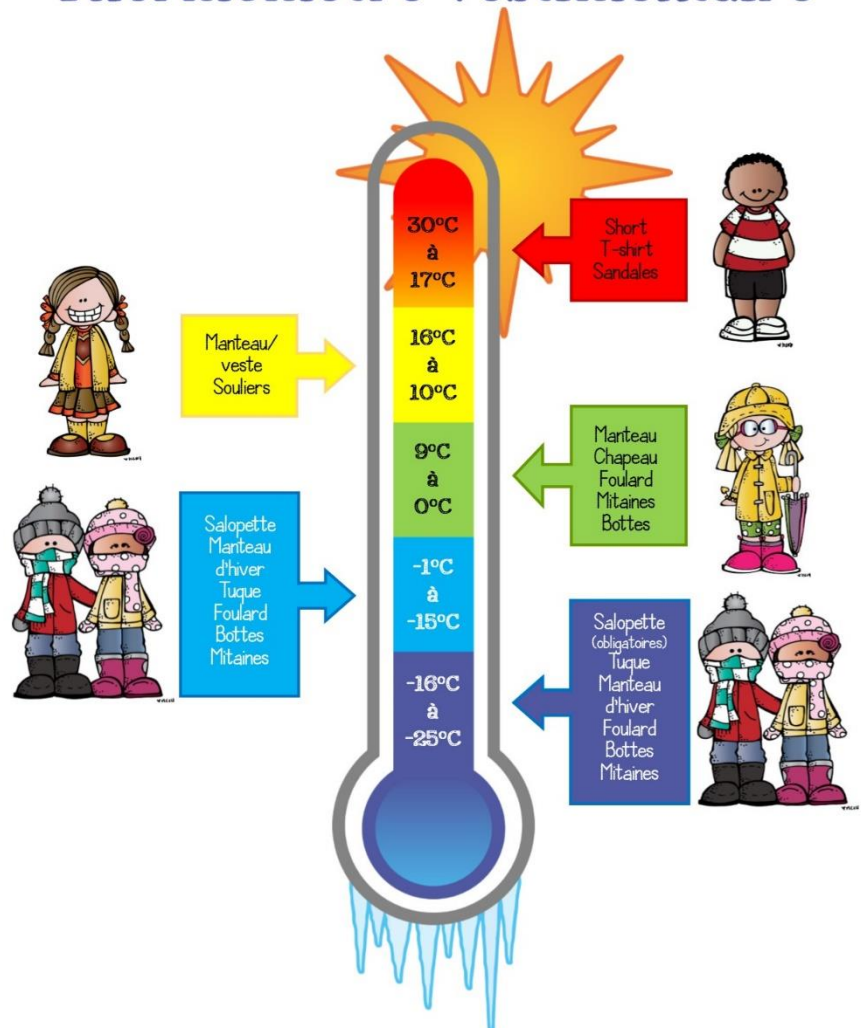 30°C
à
17°C
Short
T-shirt
Sandales
Manteau/
veste
Souliers
16°C
à
10°C
9°C
à
0°C
Manteau
Chapeau
Foulard
Mitaines
Bottes
Salopette
Manteau
d'hiver
Tuque
Foulard
Bottes
Mitaines
-1°C
à
-15°C
-16°C
à
-25°C
Salopette
(obligatoires)
Tuque
Manteau
d'hiver
Foulard
Bottes
Mitaines